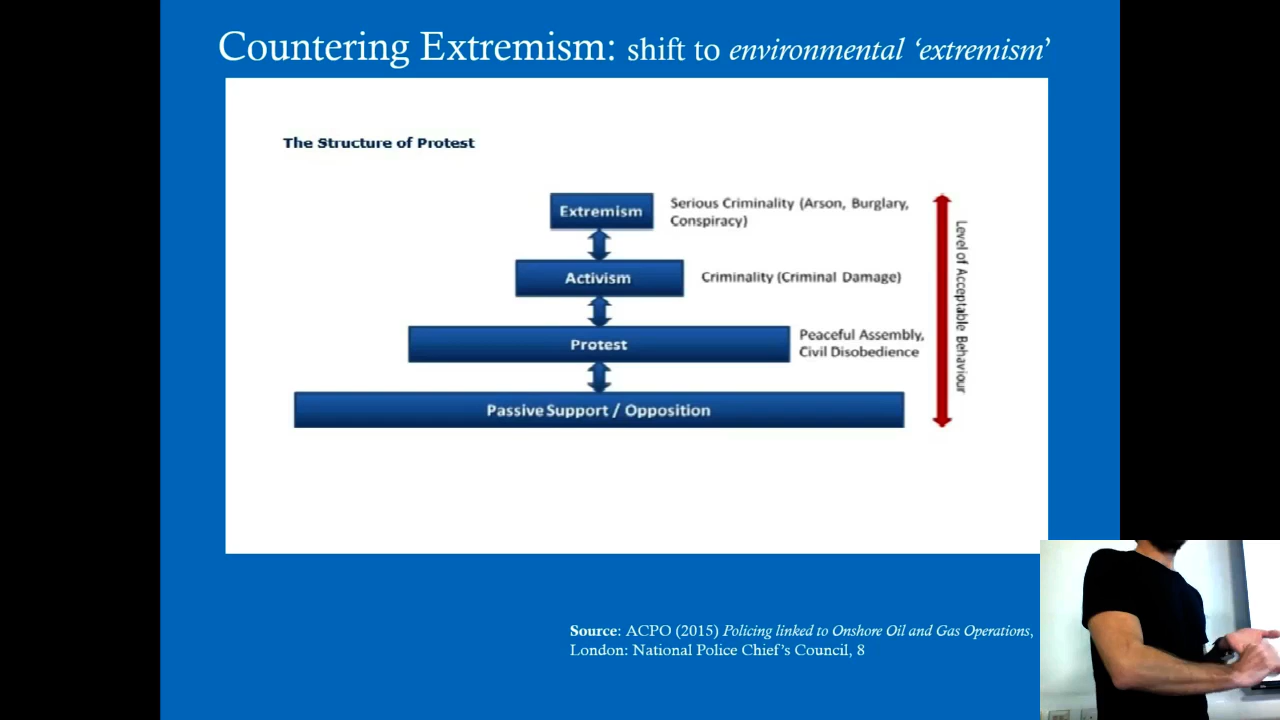 Countering Extremism: shift to environmental ‘extremism’
The Structure of Protest
Extremism
Serious Criminality (Arson, Burglary,
Conspiracy)
Activism
Criminality (Criminal Damage)
Protest
Peaceful Assembly,
Civil Disobedience
Passive Support / Opposition
Level of Acceptable Behaviour
Source: ACPO (2015) Policing linked to Onshore Oil and Gas Operations,
London: National Police Chief’s Council, 8